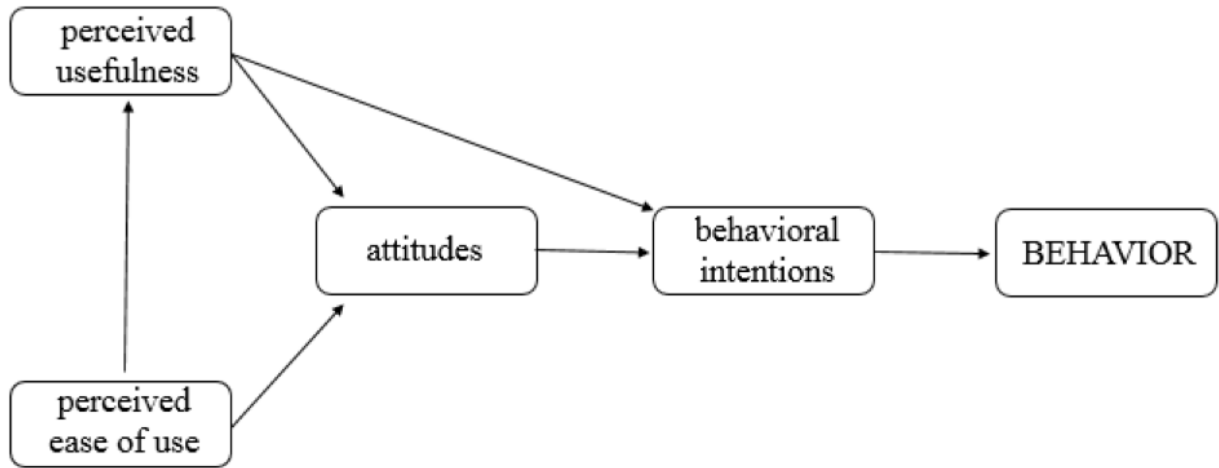 perceived
usefulness
attitudes
behavioral
intentions
BEHAVIOR
perceived
ease of use